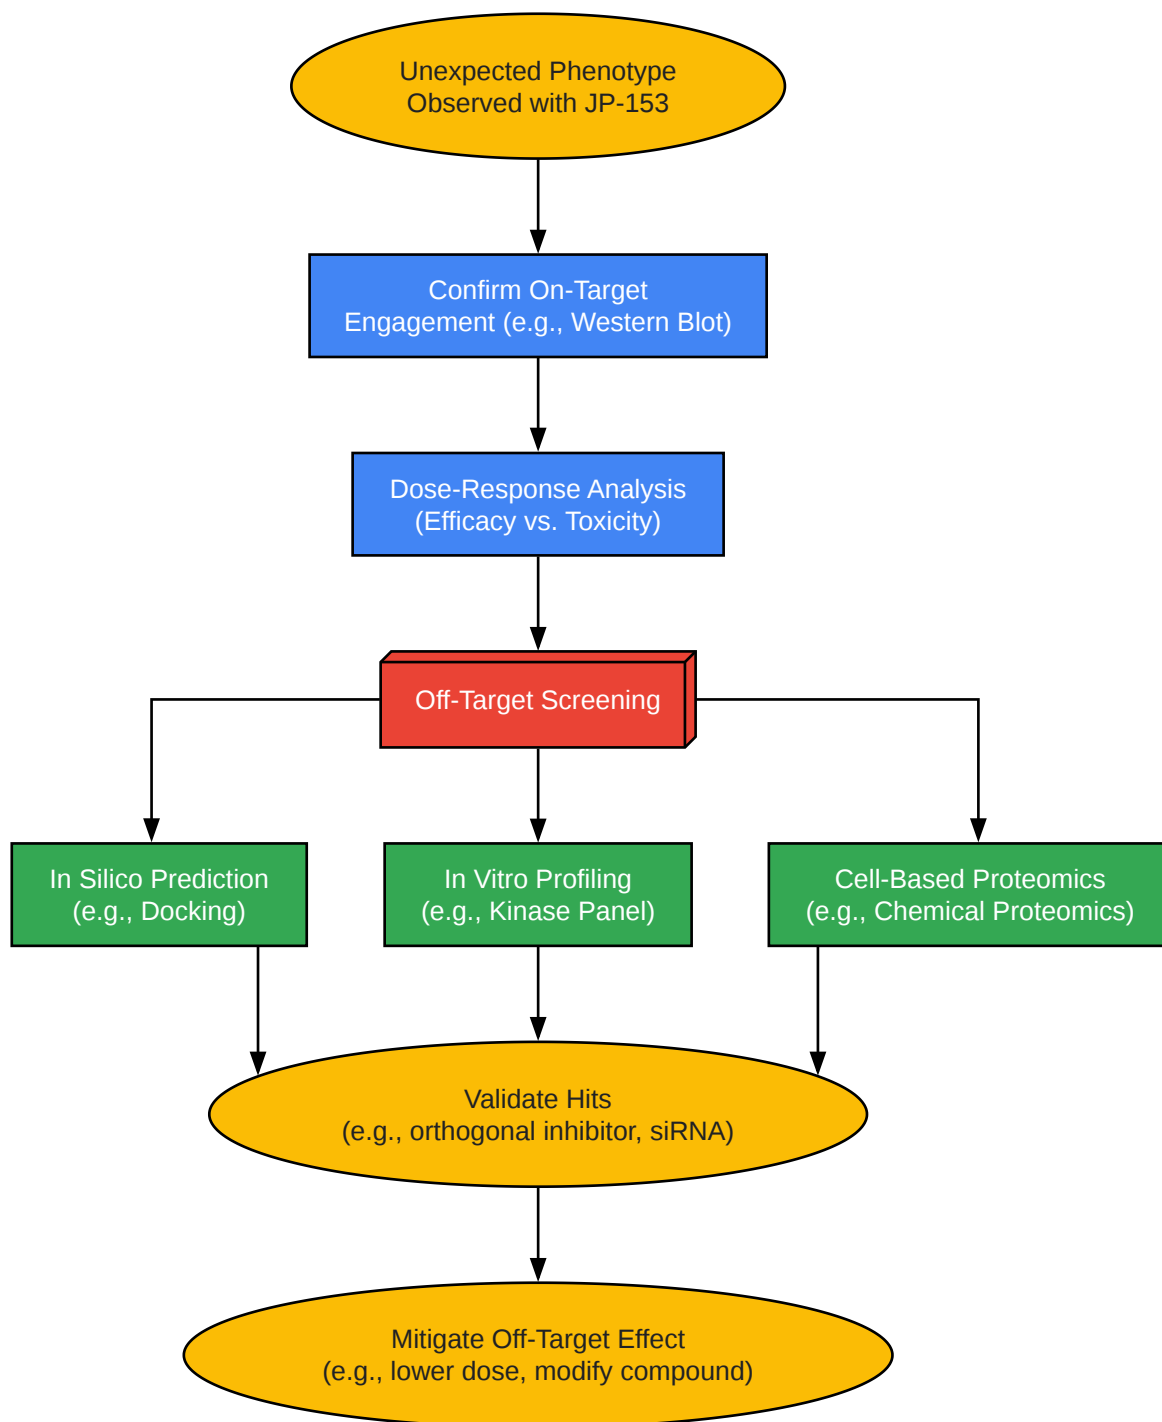 Unexpected Phenotype
Observed with JP-153
Confirm On-Target
Engagement (e.g., Western Blot)
Dose-Response Analysis
(Efficacy vs. Toxicity)
Off-Target Screening
In Silico Prediction
(e.g., Docking)
In Vitro Profiling
(e.g., Kinase Panel)
Cell-Based Proteomics
(e.g., Chemical Proteomics)
Validate Hits
(e.g., orthogonal inhibitor, siRNA)
Mitigate Off-Target Effect
(e.g., lower dose, modify compound)